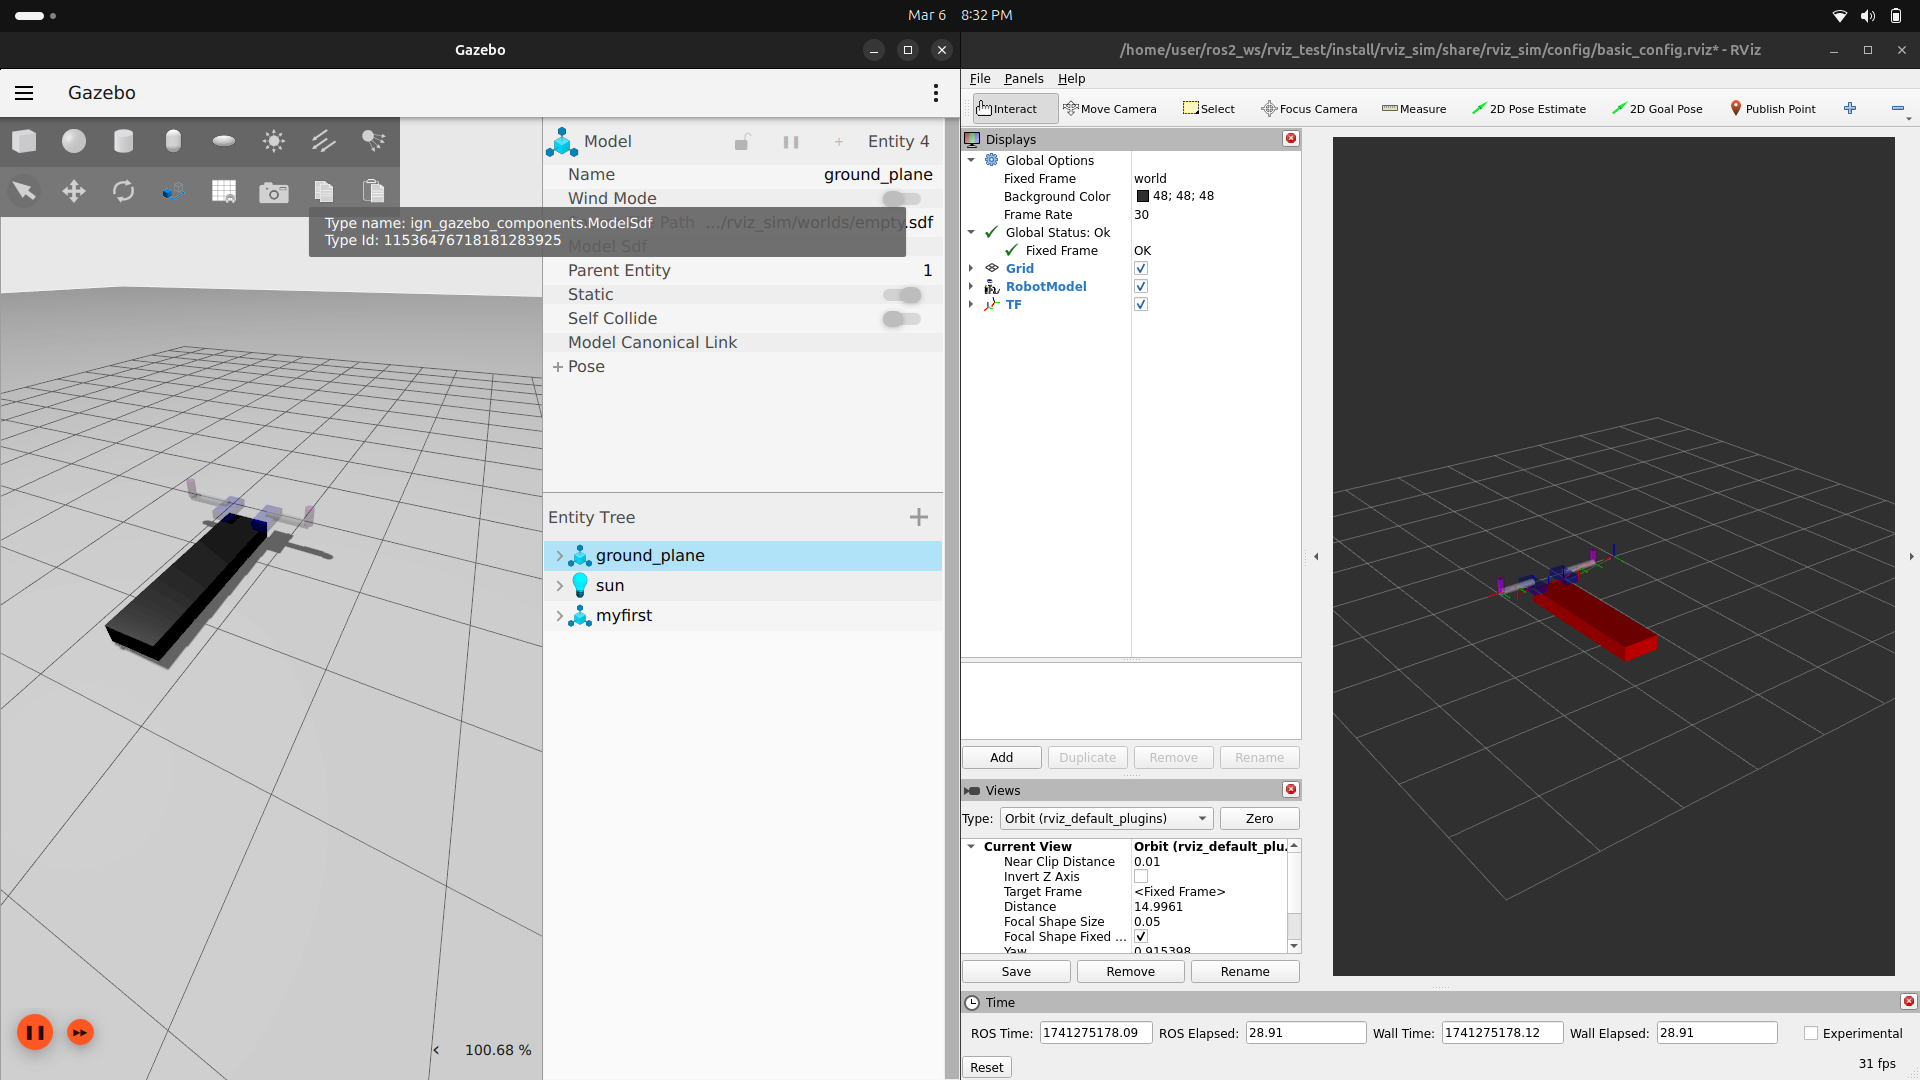 Mar 6 8:32 PM
Gazebo
/home/user/ros2_ws/rviz_test/install/rviz_sim/share/rviz_sim/config/basic_config.rviz* - RViz
Gazebo
Model Entity 4
Name ground_plane
Wind Mode
Path .../rviz_sim/worlds/empty.sdf
Type name: ign_gazebo_components.ModelSdf
Type Id: 11536476718181283925
Model Sdf
Parent Entity 1
Static
Self Collide
Model Canonical Link
Pose
Entity Tree
ground_plane
sun
myfirst
100.68 %
File Panels Help
Interact Move Camera Select Focus Camera Measure 2D Pose Estimate 2D Goal Pose Publish Point
Displays
Global Options
Fixed Frame world
Background Color 48; 48; 48
Frame Rate 30
Global Status: Ok
Fixed Frame OK
Grid
RobotModel
TF
Add Duplicate Remove Rename
Views
Type: Orbit (rviz_default_plugins) Zero
Current View Orbit (rviz_default_plu...
Near Clip Distance 0.01
Invert Z Axis
Target Frame <Fixed Frame>
Distance 14.9961
Focal Shape Size 0.05
Focal Shape Fixed ...
Yaw 0.915398
Save Remove Rename
Time
ROS Time: 1741275178.09 ROS Elapsed: 28.91 Wall Time: 1741275178.12 Wall Elapsed: 28.91 Experimental
Reset 31 fps